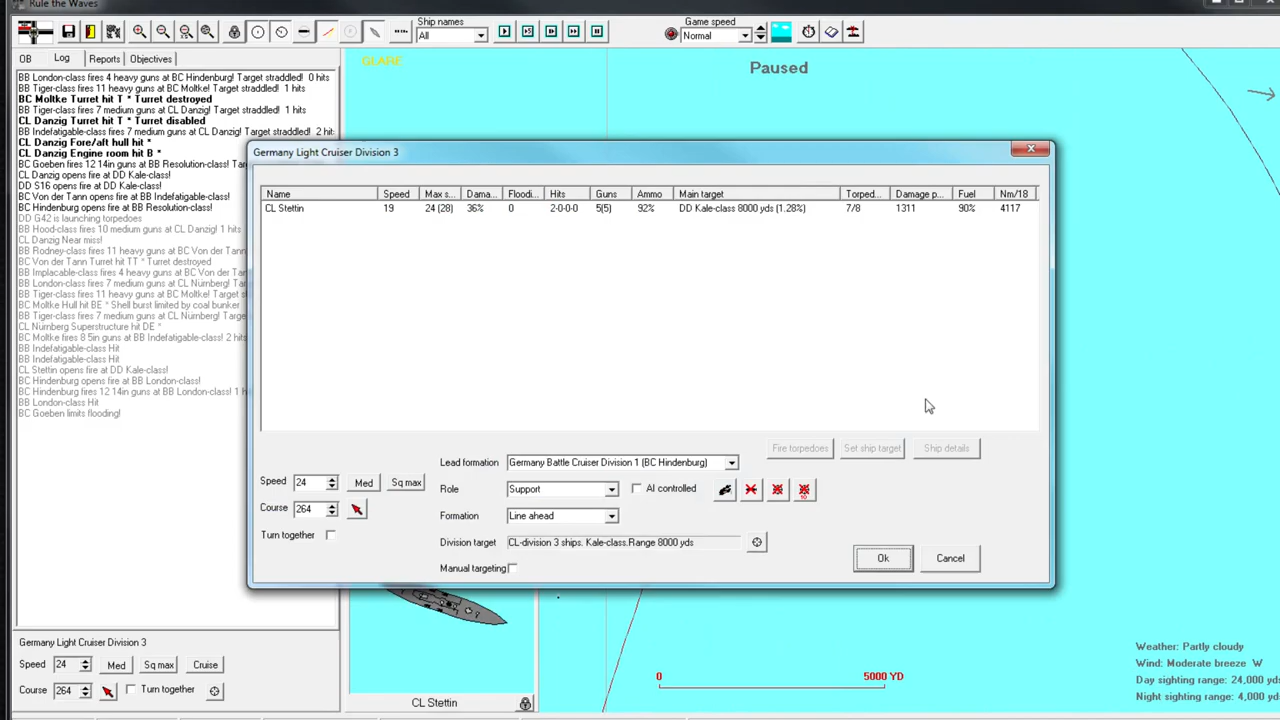 Rule the Waves
Ship names
All
Game speed
Normal
OB Log Reports Objectives
GLARE
Paused
BB London-class fires 4 heavy guns at BC Hindenburg! Target straddled! 0 hits
BB Tiger-class fires 11 heavy guns at BC Moltke! Target straddled! 1 hits
BC Moltke Turret hit T * Turret destroyed
BB Tiger-class fires 7 medium guns at CL Danzig! Target straddled! 1 hits
CL Danzig Turret hit T * Turret disabled
BB Indefatigable-class fires 7 medium guns at CL Danzig! Target straddled! 2 hit
CL Danzig Fore/aft hull hit *
CL Danzig Engine room hit B *
BC Goeben fires 12 14in guns at BB Resolution-class!
CL Danzig opens fire at DD Kale-class!
DD S16 opens fire at DD Kale-class!
BC Von der Tann opens fire at BB Indefatigable-class!
BC Hindenburg opens fire at BB Resolution-class!
DD G42 is launching torpedoes
BB Hood-class fires 10 medium guns at CL Danzig! 1 hits
CL Danzig Near miss!
BB Rodney-class fires 11 heavy guns at BC Von der Tann
BC Von der Tann Turret hit TT * Turret destroyed
BB Implacable-class fires 4 heavy guns at BC Von der Tan
BB London-class fires 7 medium guns at CL Nürnberg! Targe
BB Tiger-class fires 11 heavy guns at BC Moltke! Target s
BC Moltke Hull hit BE * Shell burst limited by coal bunker
BB Tiger-class fires 7 medium guns at CL Nürnberg! Target
CL Nürnberg Superstructure hit DE *
BC Moltke fires 8 5in guns at BB Indefatigable-class! 2 hits
BB Indefatigable-class Hit
BB Indefatigable-class Hit
CL Stettin opens fire at DD Kale-class!
BC Hindenburg opens fire at BB London-class!
BC Hindenburg fires 12 14in guns at BB London-class! 1 h
BB London-class Hit
BC Goeben limits flooding!
Germany Light Cruiser Division 3
Name Speed Max s... Dama... Floodi... Hits Guns Ammo Main target Torped... Damage p... Fuel Nm/18
CL Stettin 19 24 (28) 36% 0 2-0-0-0 5(5) 92% DD Kale-class 8000 yds (1.28%) 7/8 1311 90% 4117
Fire torpedoes Set ship target Ship details
Lead formation Germany Battle Cruiser Division 1 (BC Hindenburg)
Speed 24 Med Sq max
Role Support AI controlled
Course 264
Formation Line ahead
Turn together
Division target CL-division 3 ships. Kale-class.Range 8000 yds
Manual targeting
Ok Cancel
Germany Light Cruiser Division 3
Speed 24 Med Sq max Cruise
Course 264 Turn together
CL Stettin
0 5000 YD
Weather: Partly cloudy
Wind: Moderate breeze W
Day sighting range: 24,000 yds
Night sighting range: 4,000 yds